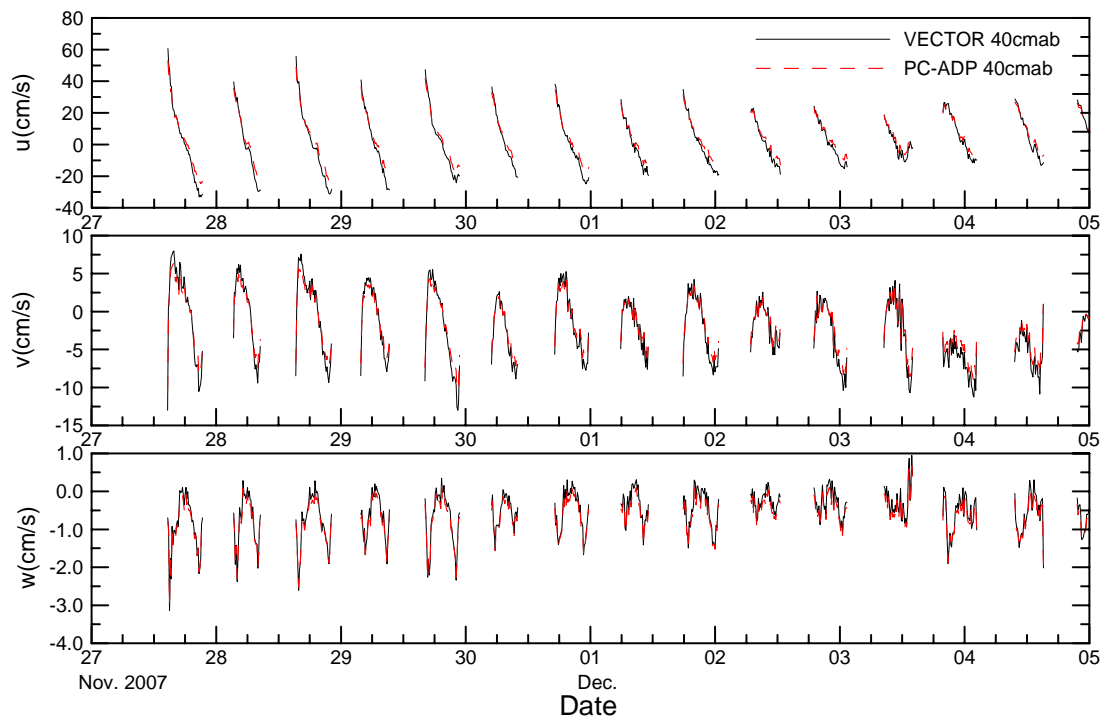 80
60
40
20
0
-20
-40
u(cm/s)
VECTOR 40cmab
PC-ADP 40cmab
27 28 29 30 01 02 03 04 05
10
5
0
-5
-10
-15
v(cm/s)
27 28 29 30 01 02 03 04 05
1.0
0.0
-1.0
-2.0
-3.0
-4.0
w(cm/s)
27 28 29 30 01 02 03 04 05
Nov. 2007 Dec.
Date